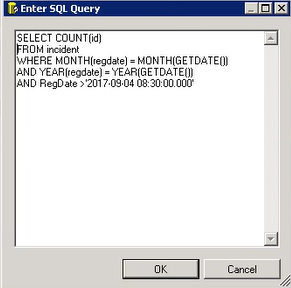 Enter SQL Query
SELECT COUNT(id)
FROM incident
WHERE MONTH(regdate) = MONTH(GETDATE())
AND YEAR(regdate) = YEAR(GETDATE())
AND RegDate >'2017-09-04 08:30:00.000'
OK
Cancel